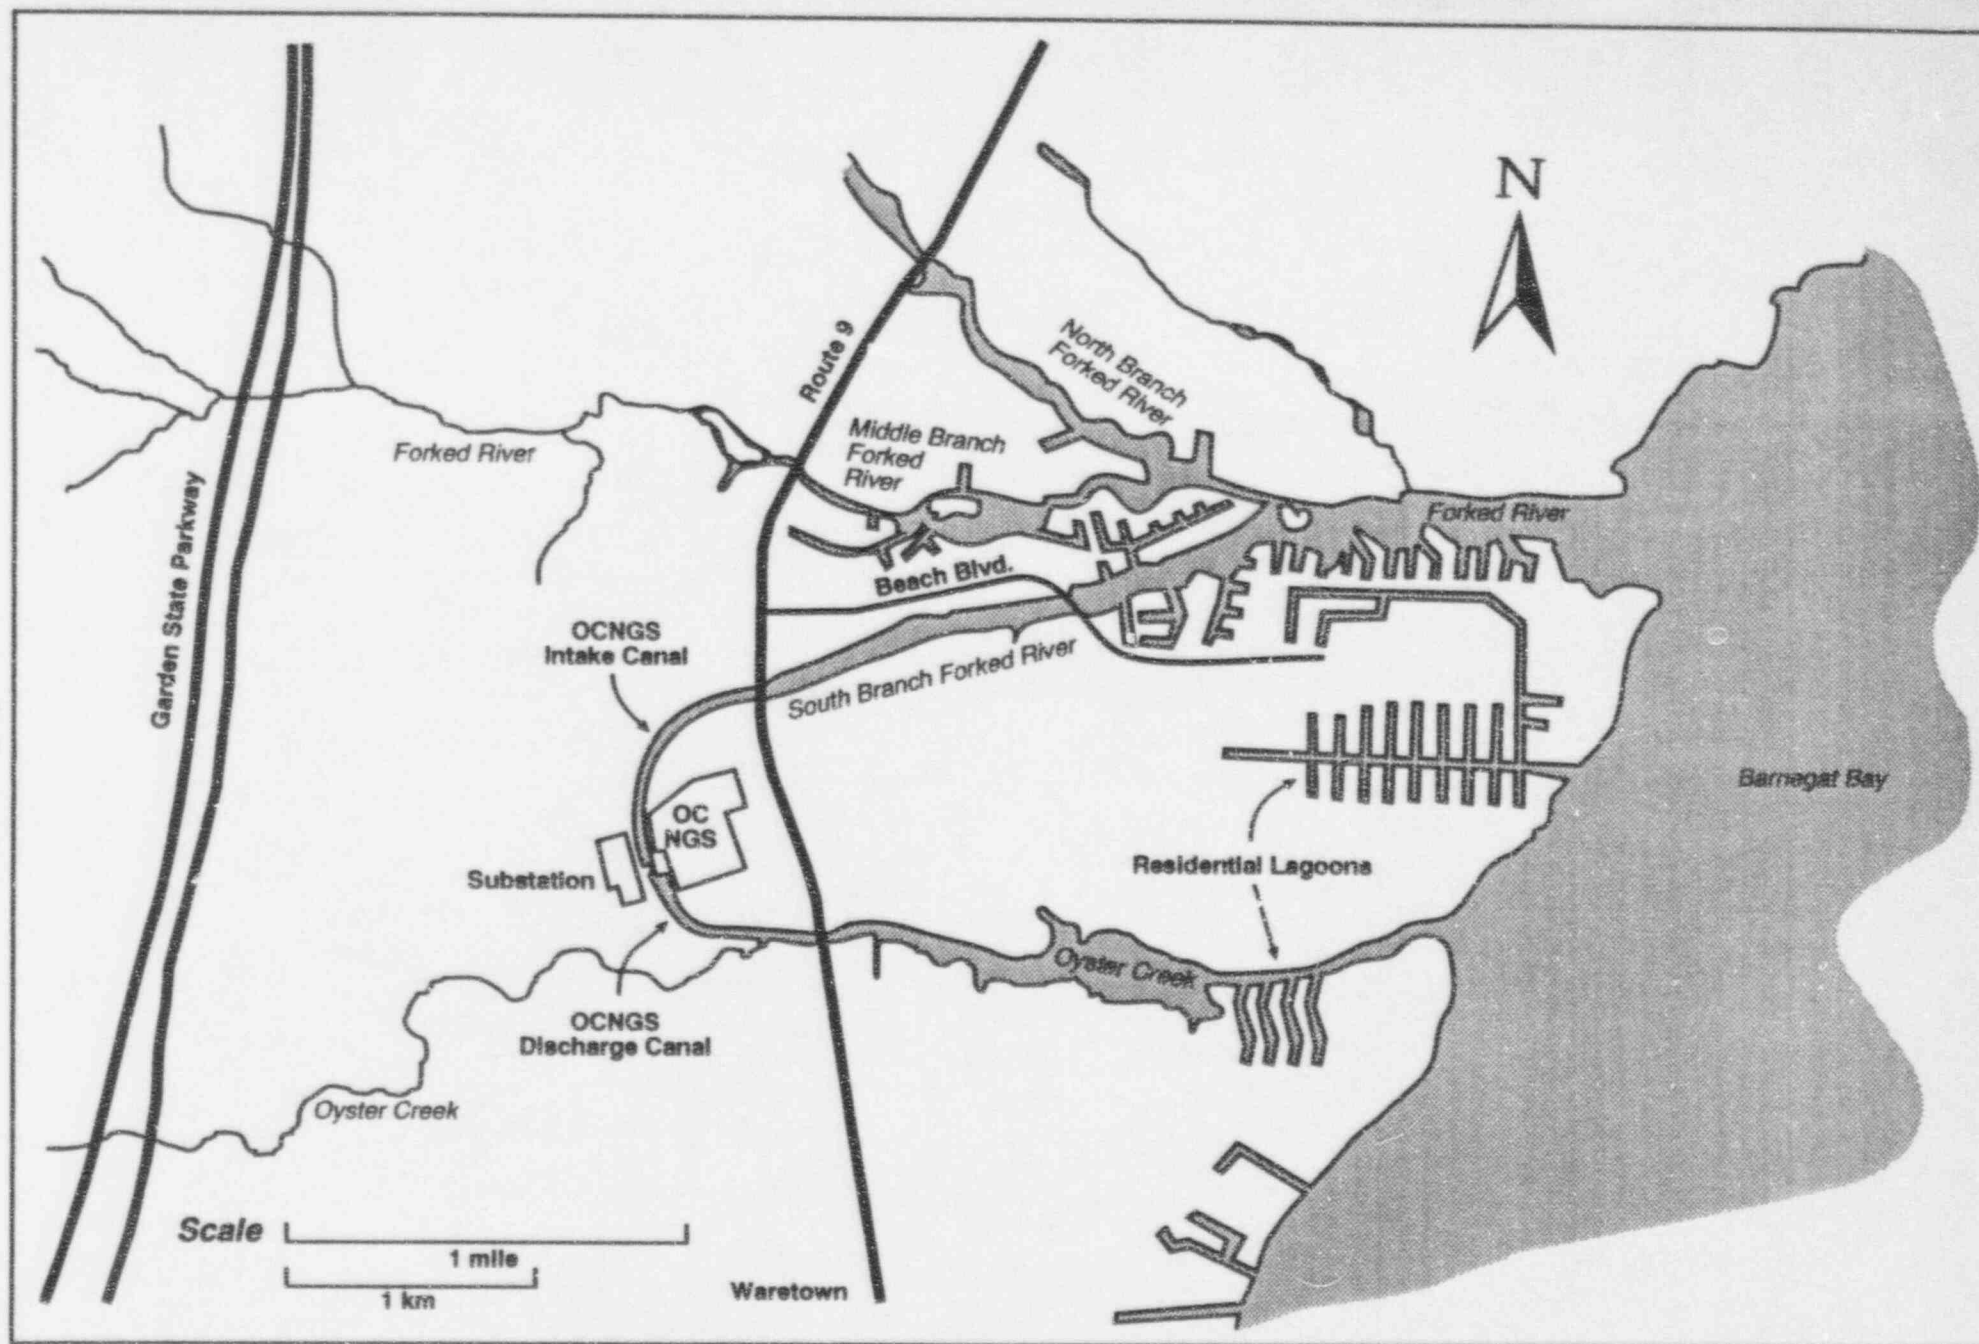 N
Route 9
North Branch
Forked River
Middle Branch
Forked
River
Forked River
Forked River
Garden State Parkway
Beach Blvd.
OCNGS
Intake Canal
South Branch Forked River
Barnegat Bay
OC
NGS
Substation
Residential Lagoons
Oyster Creek
OCNGS
Discharge Canal
Oyster Creek
Scale
1 mile
1 km
Waretown